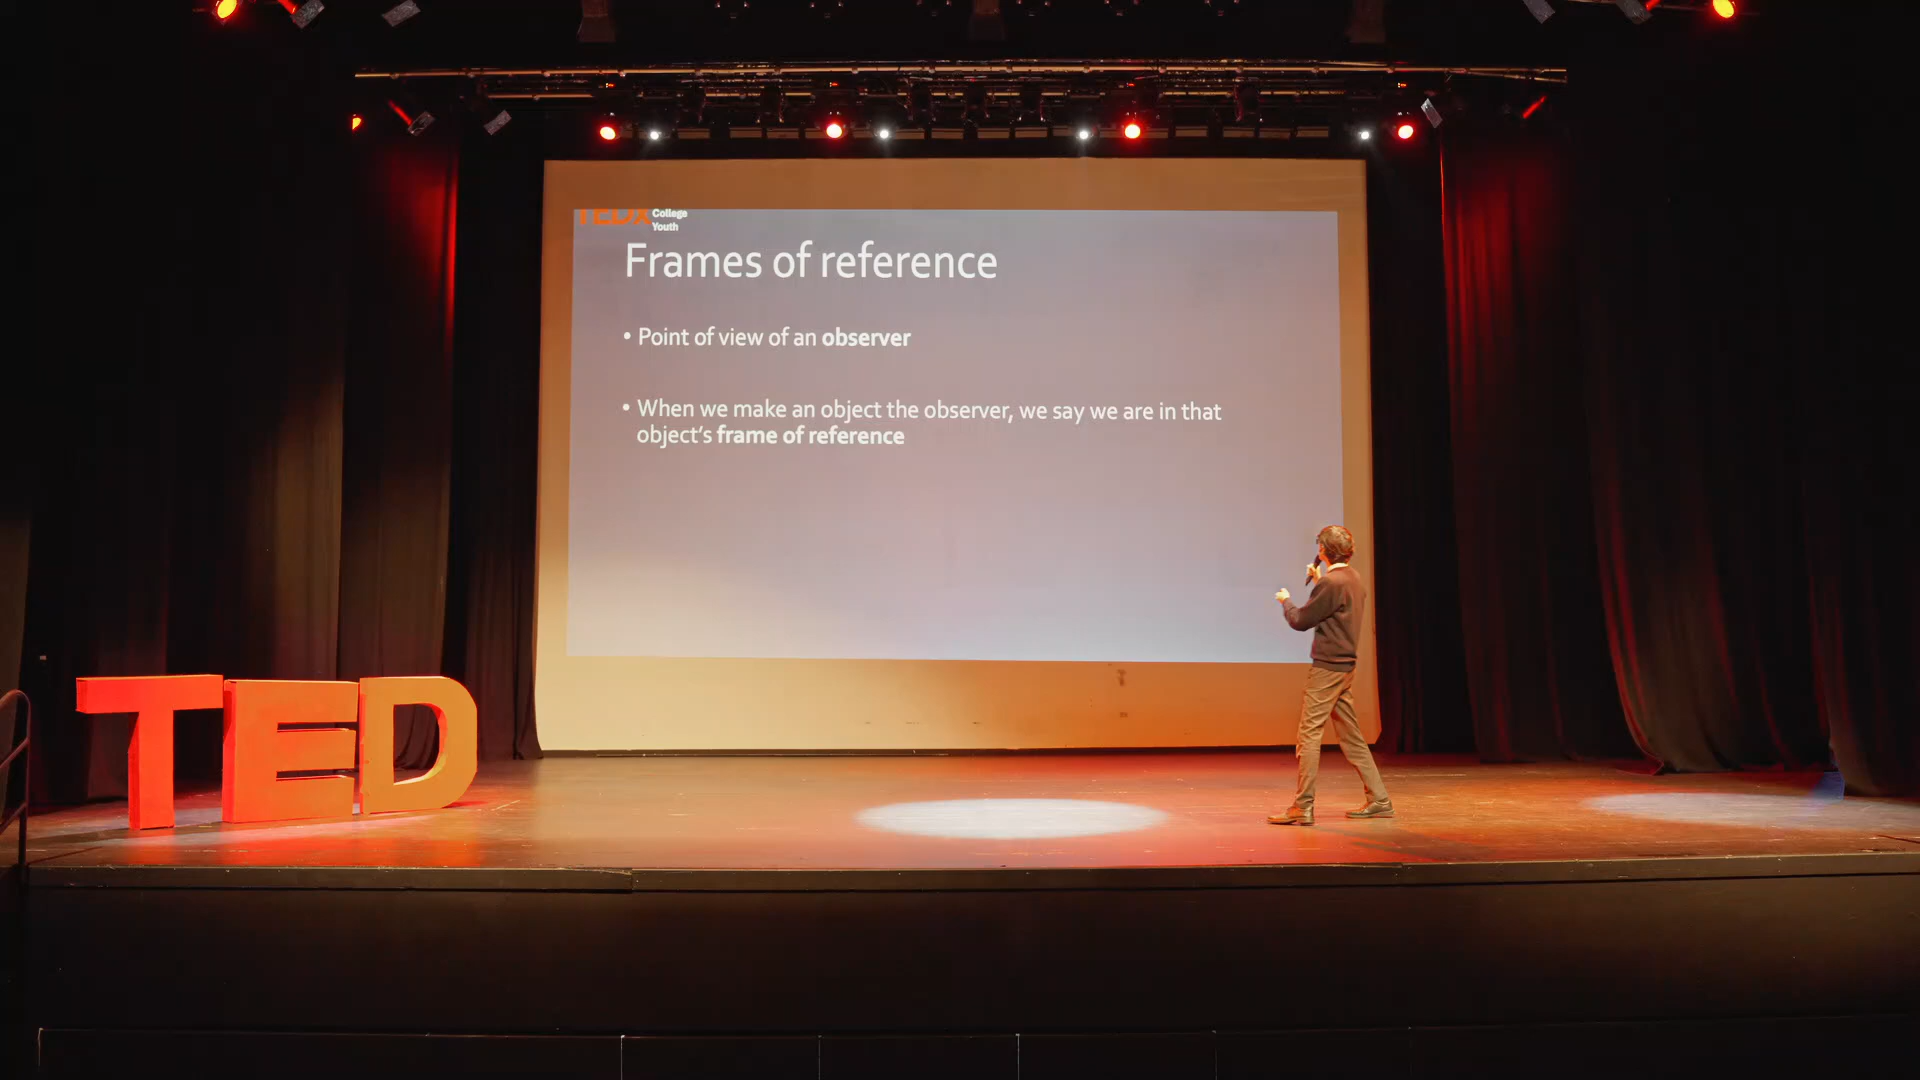 TEDx College
Youth
Frames of reference
• Point of view of an observer
• When we make an object the observer, we say we are in that
object's frame of reference
TED